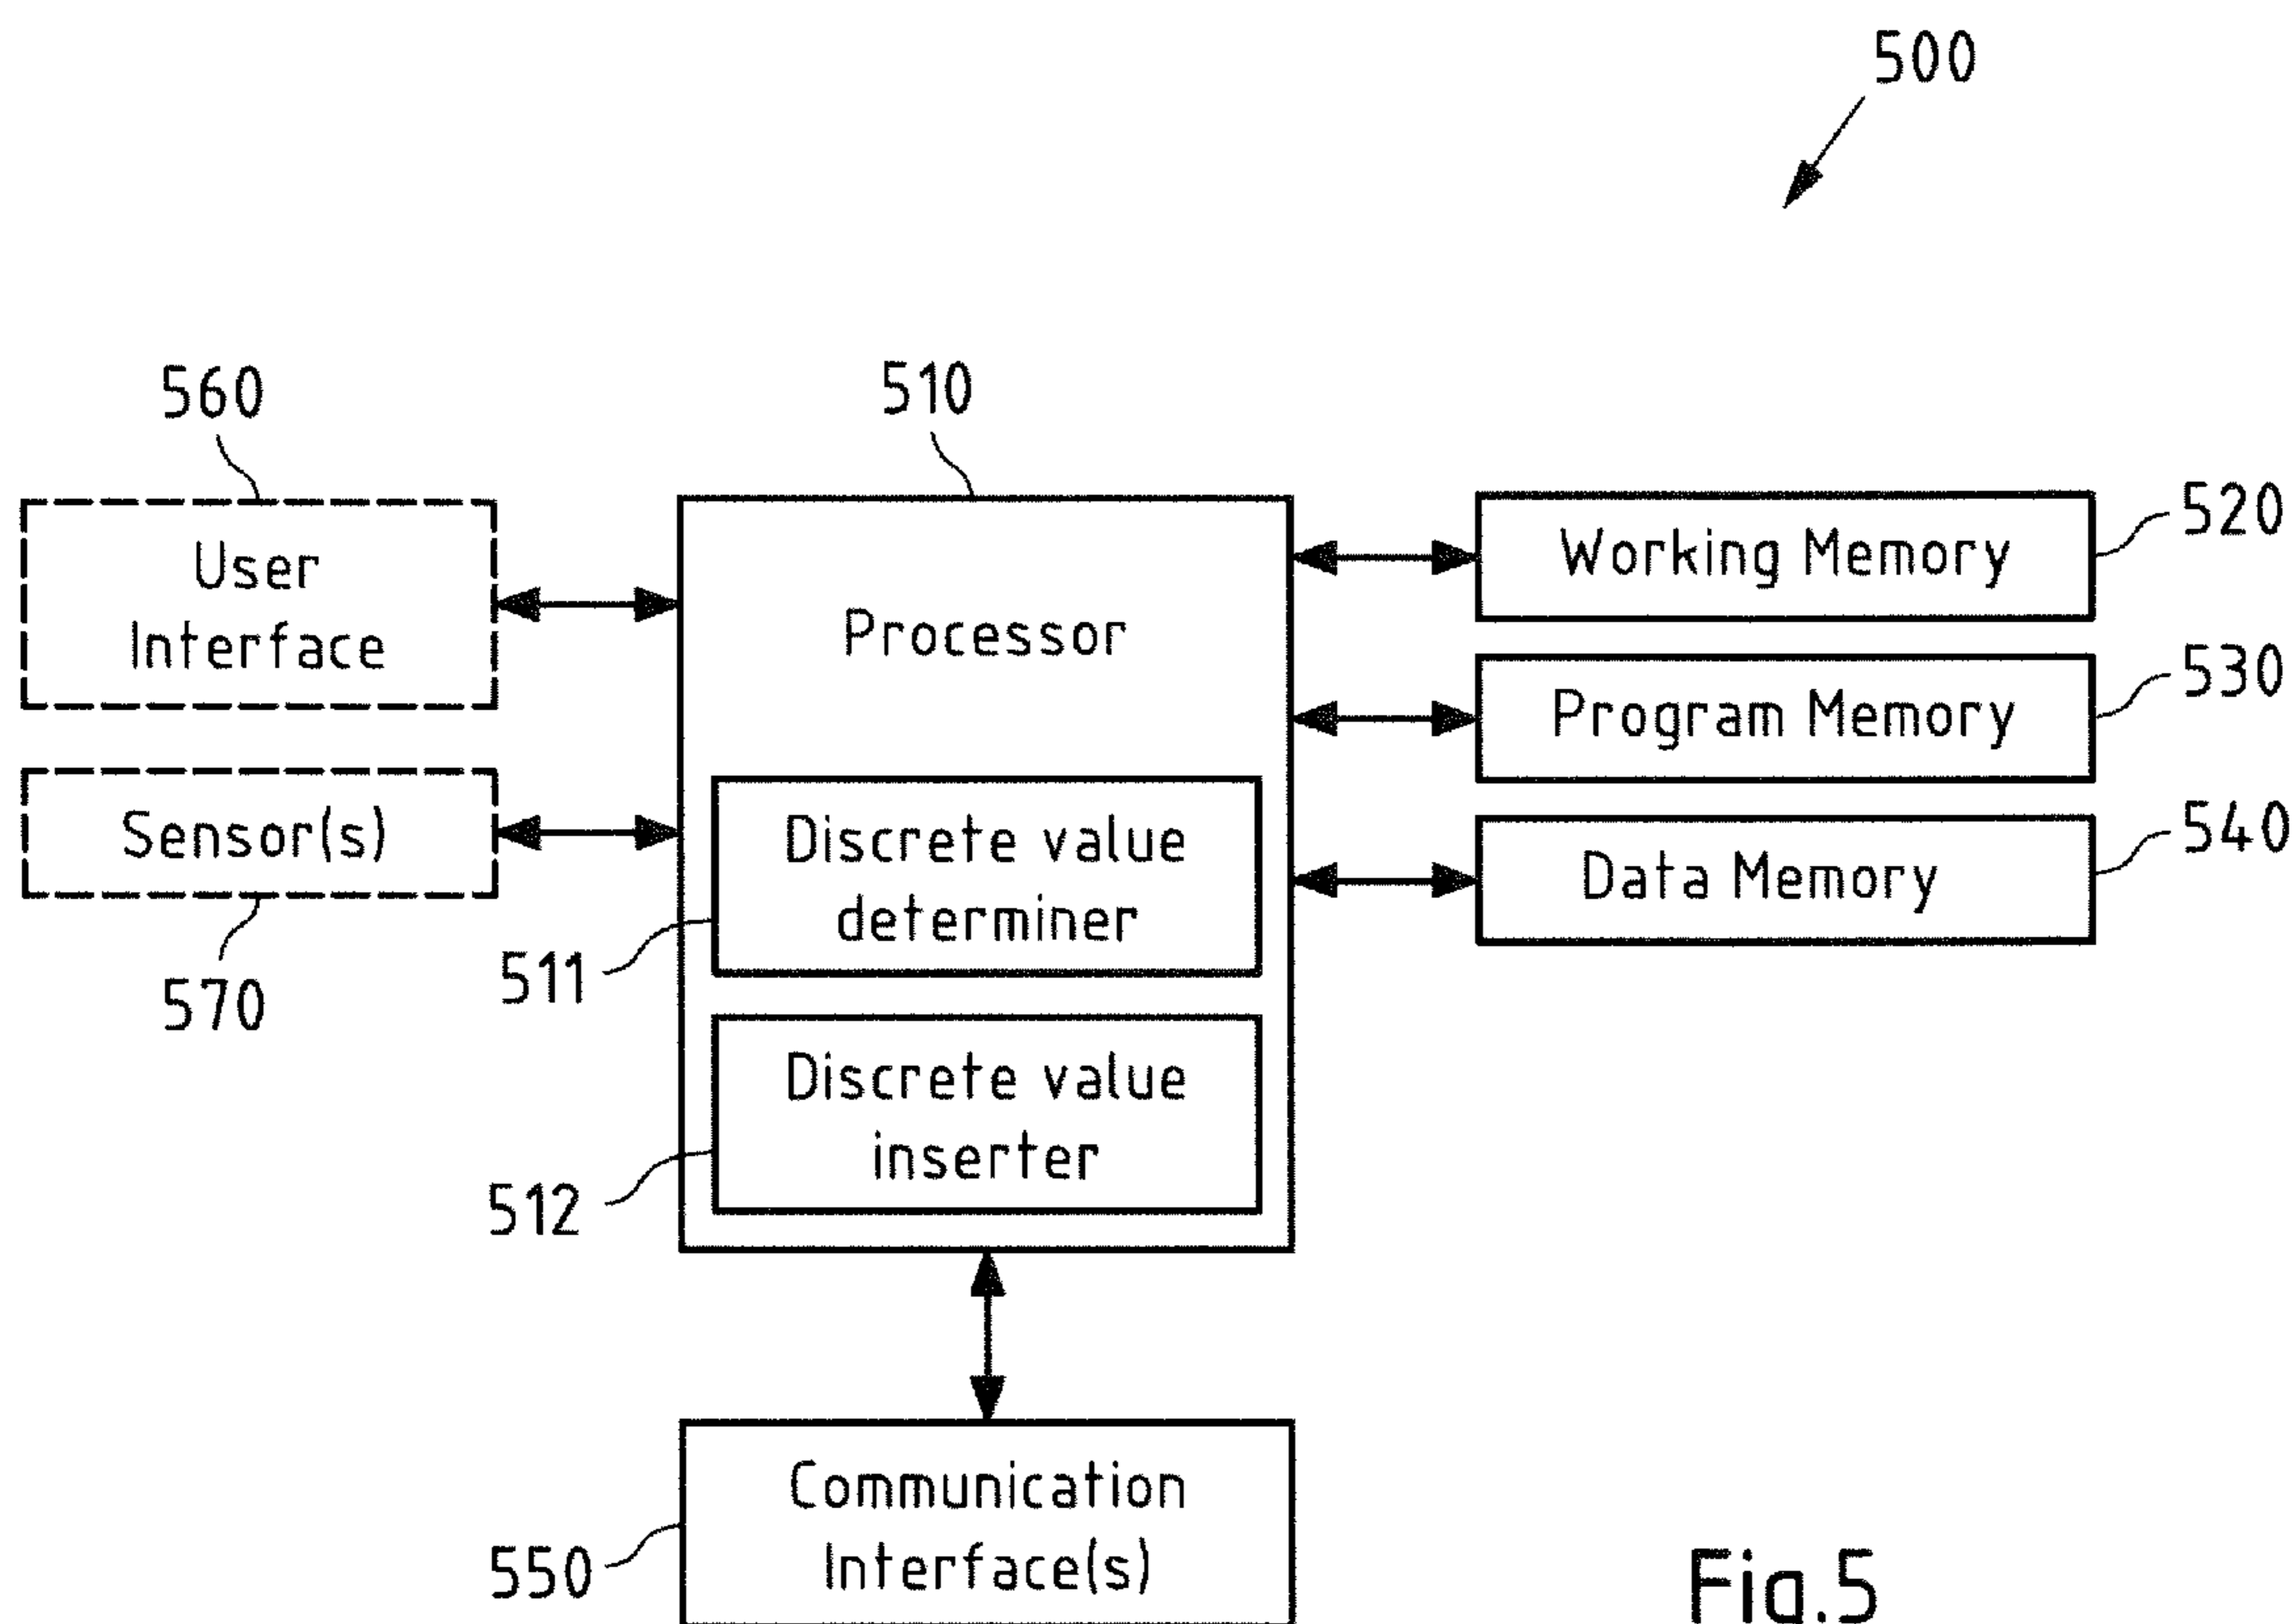 500
560
510
User
Interface
Processor
Working Memory
520
Program Memory
530
Data Memory
540
Sensor(s)
570
Discrete value
determiner
511
Discrete value
inserter
512
Communication
Interface(s)
550
Fig.5